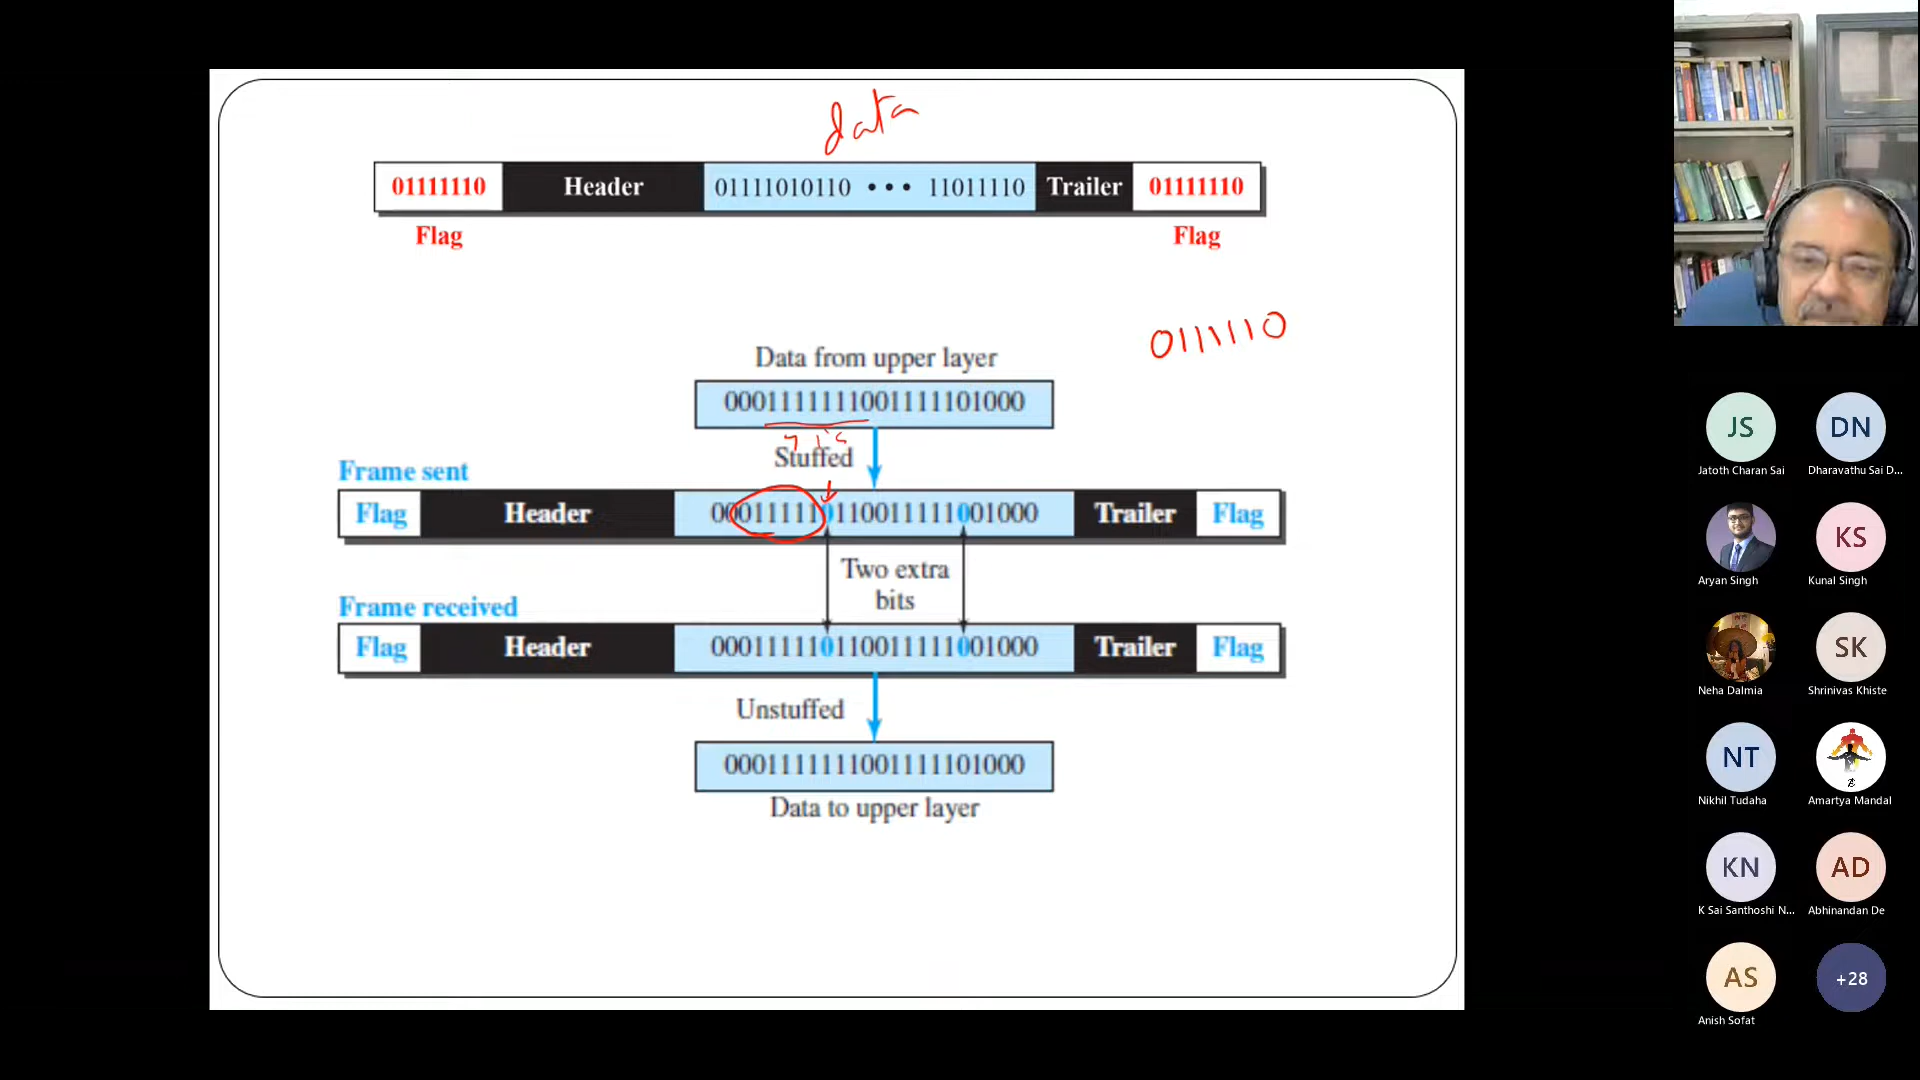 data
01111110 Header 01111010110 ••• 11011110 Trailer 01111110
Flag Flag
0111110
Data from upper layer
0001111111001111101000
7 1's
Stuffed
Frame sent
Flag Header 000111110110011111001000 Trailer Flag
Two extra
bits
Frame received
Flag Header 000111110110011111001000 Trailer Flag
Unstuffed
0001111111001111101000
Data to upper layer
JS DN
Jatoth Charan Sai Dharavathu Sai D...
KS
Aryan Singh Kunal Singh
SK
Neha Dalmia Shrinivas Khiste
NT
Nikhil Tudaha Amartya Mandal
KN AD
K Sai Santhoshi N... Abhinandan De
AS +28
Anish Sofat